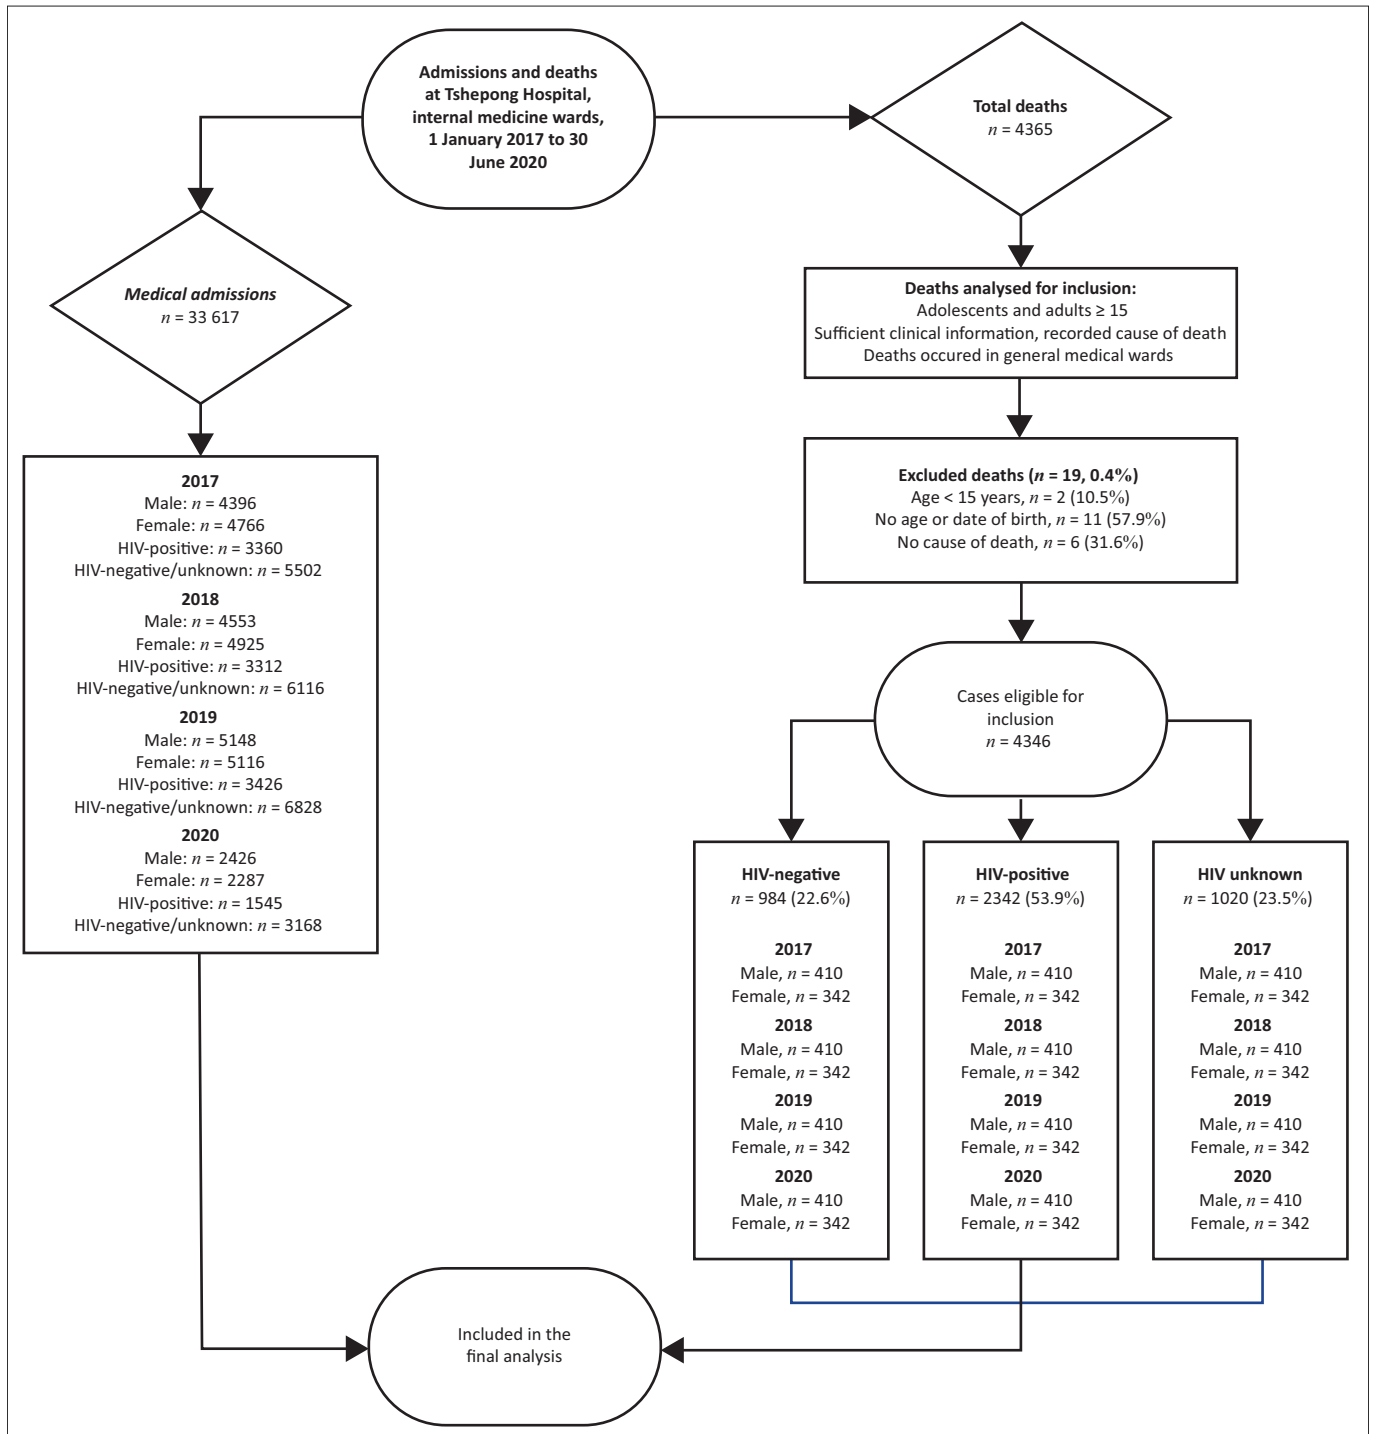 Admissions and deaths
at Tshepong Hospital,
internal medicine wards,
1 January 2017 to 30
June 2020
Total deaths
n = 4365
Medical admissions
n = 33 617
Deaths analysed for inclusion:
Adolescents and adults ≥ 15
Sufficient clinical information, recorded cause of death
Deaths occured in general medical wards
Excluded deaths (n = 19, 0.4%)
Age < 15 years, n = 2 (10.5%)
No age or date of birth, n = 11 (57.9%)
No cause of death, n = 6 (31.6%)
2017
Male: n = 4396
Female: n = 4766
HIV-positive: n = 3360
HIV-negative/unknown: n = 5502
2018
Male: n = 4553
Female: n = 4925
HIV-positive: n = 3312
HIV-negative/unknown: n = 6116
2019
Male: n = 5148
Female: n = 5116
HIV-positive: n = 3426
HIV-negative/unknown: n = 6828
2020
Male: n = 2426
Female: n = 2287
HIV-positive: n = 1545
HIV-negative/unknown: n = 3168
Cases eligible for
inclusion
n = 4346
HIV-negative
n = 984 (22.6%)
2017
Male, n = 410
Female, n = 342
2018
Male, n = 410
Female, n = 342
2019
Male, n = 410
Female, n = 342
2020
Male, n = 410
Female, n = 342
HIV-positive
n = 2342 (53.9%)
2017
Male, n = 410
Female, n = 342
2018
Male, n = 410
Female, n = 342
2019
Male, n = 410
Female, n = 342
2020
Male, n = 410
Female, n = 342
HIV unknown
n = 1020 (23.5%)
2017
Male, n = 410
Female, n = 342
2018
Male, n = 410
Female, n = 342
2019
Male, n = 410
Female, n = 342
2020
Male, n = 410
Female, n = 342
Included in the
final analysis